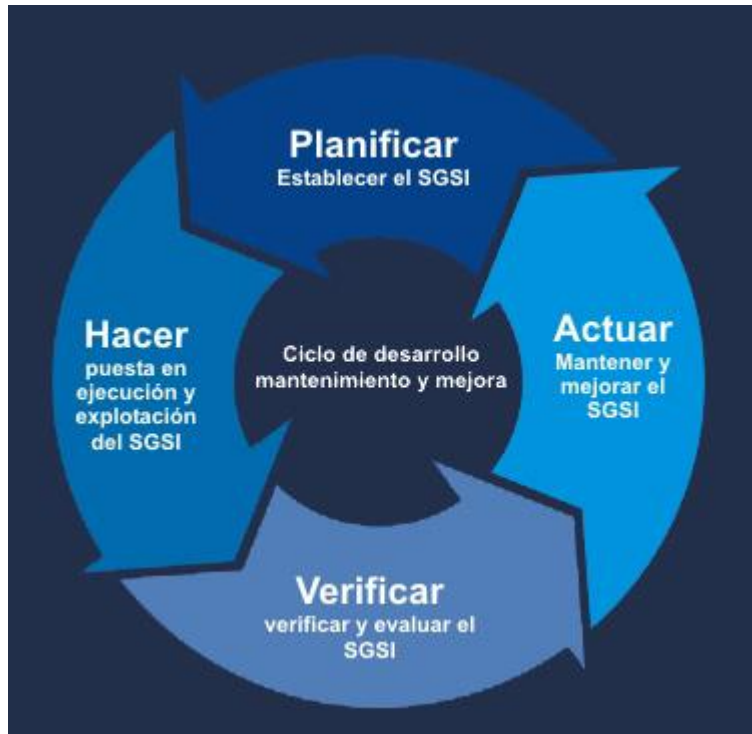 Planificar
Establecer el SGSI
Hacer
puesta en
ejecución y
explotación
del SGSI
Ciclo de desarrollo
mantenimiento y mejora
Actuar
Mantener y
mejorar el
SGSI
Verificar
verificar y evaluar el
SGSI